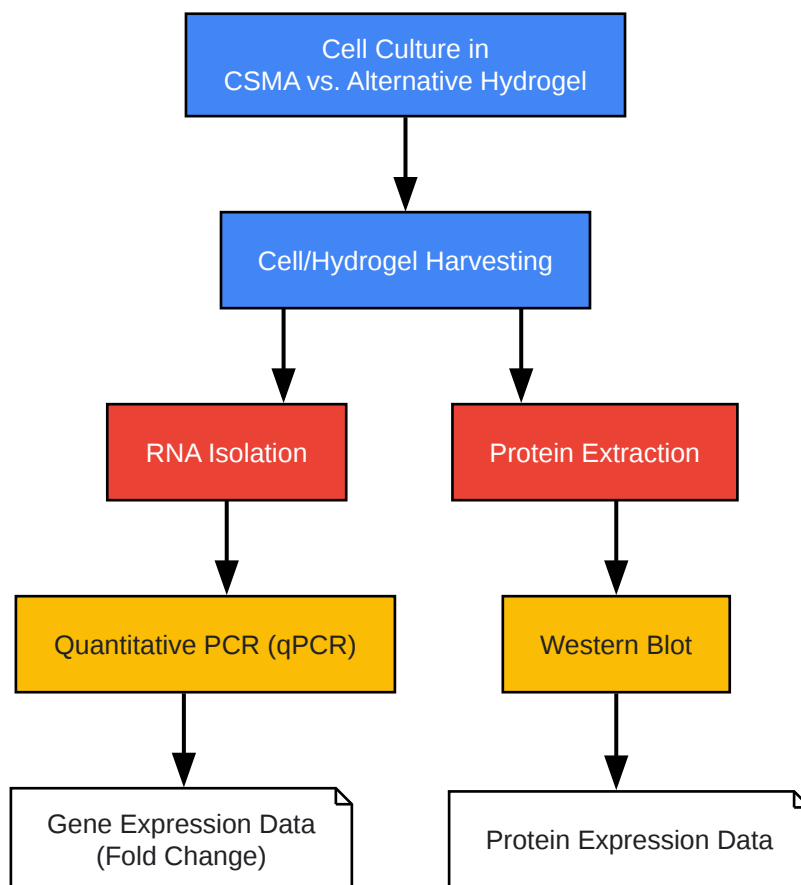 Cell Culture in
CSMA vs. Alternative Hydrogel
Cell/Hydrogel Harvesting
RNA Isolation
Protein Extraction
Quantitative PCR (qPCR)
Western Blot
Gene Expression Data
(Fold Change)
Protein Expression Data